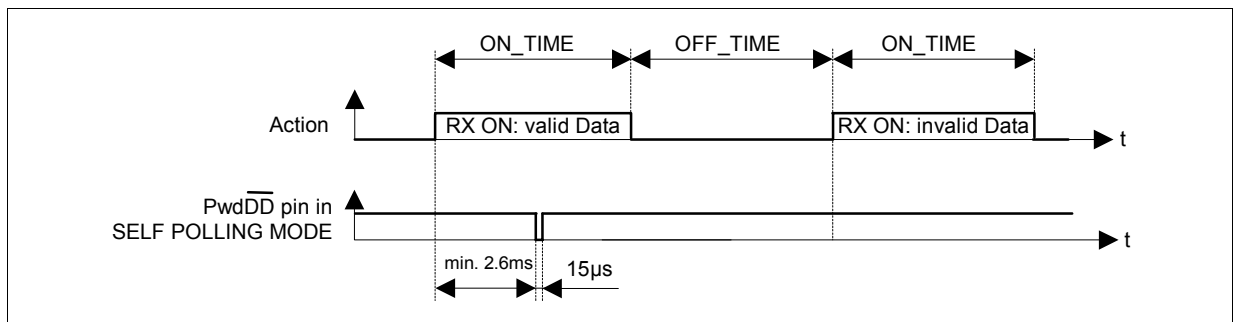 ON_TIME OFF_TIME ON_TIME
Action
RX ON: valid Data
RX ON: invalid Data
t
PwdD̅D̅ pin in
SELF POLLING MODE
t
min. 2.6ms
15µs